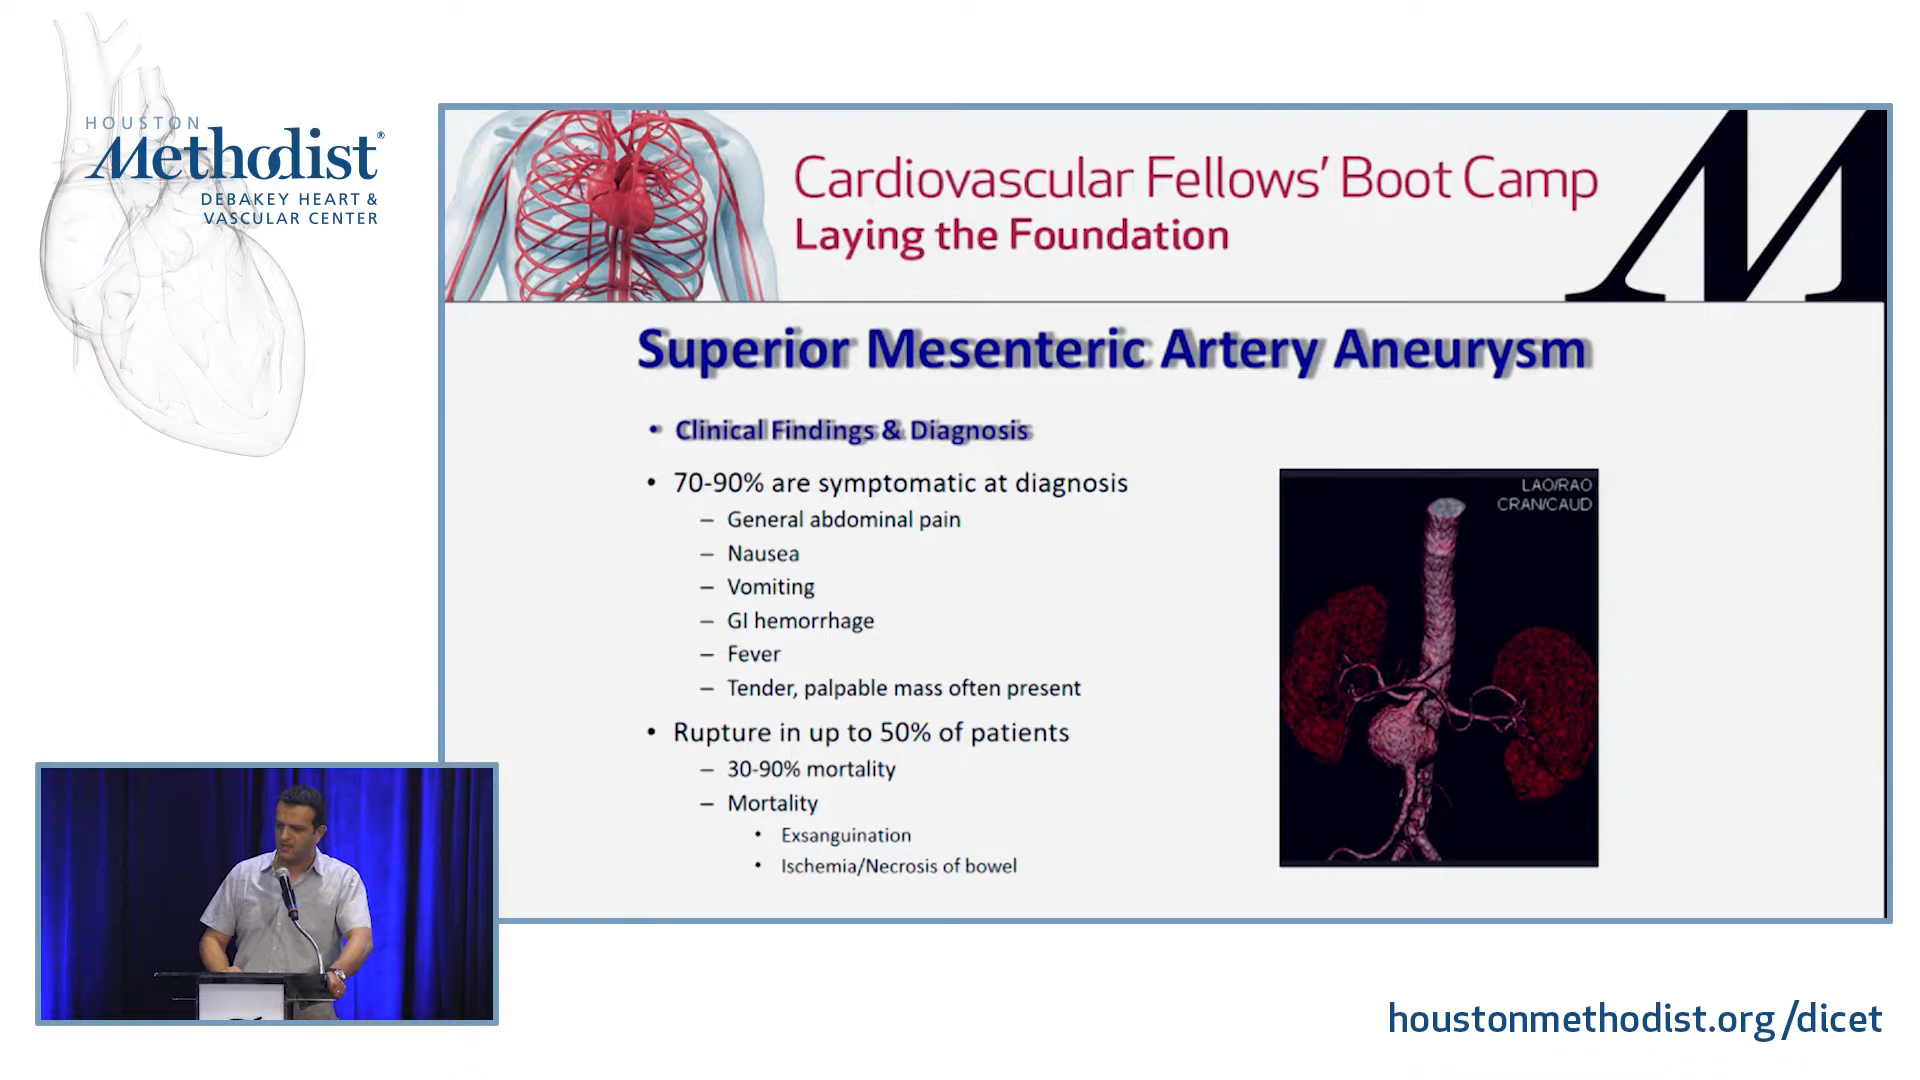 HOUSTON
Methodist®
DEBAKEY HEART &
VASCULAR CENTER
Cardiovascular Fellows' Boot Camp
Laying the Foundation
M
Superior Mesenteric Artery Aneurysm
• Clinical Findings & Diagnosis
• 70-90% are symptomatic at diagnosis
– General abdominal pain
– Nausea
– Vomiting
– GI hemorrhage
– Fever
– Tender, palpable mass often present
• Rupture in up to 50% of patients
– 30-90% mortality
– Mortality
• Exsanguination
• Ischemia/Necrosis of bowel
LAO/RAO
CRAN/CAUD
houstonmethodist.org/dicet